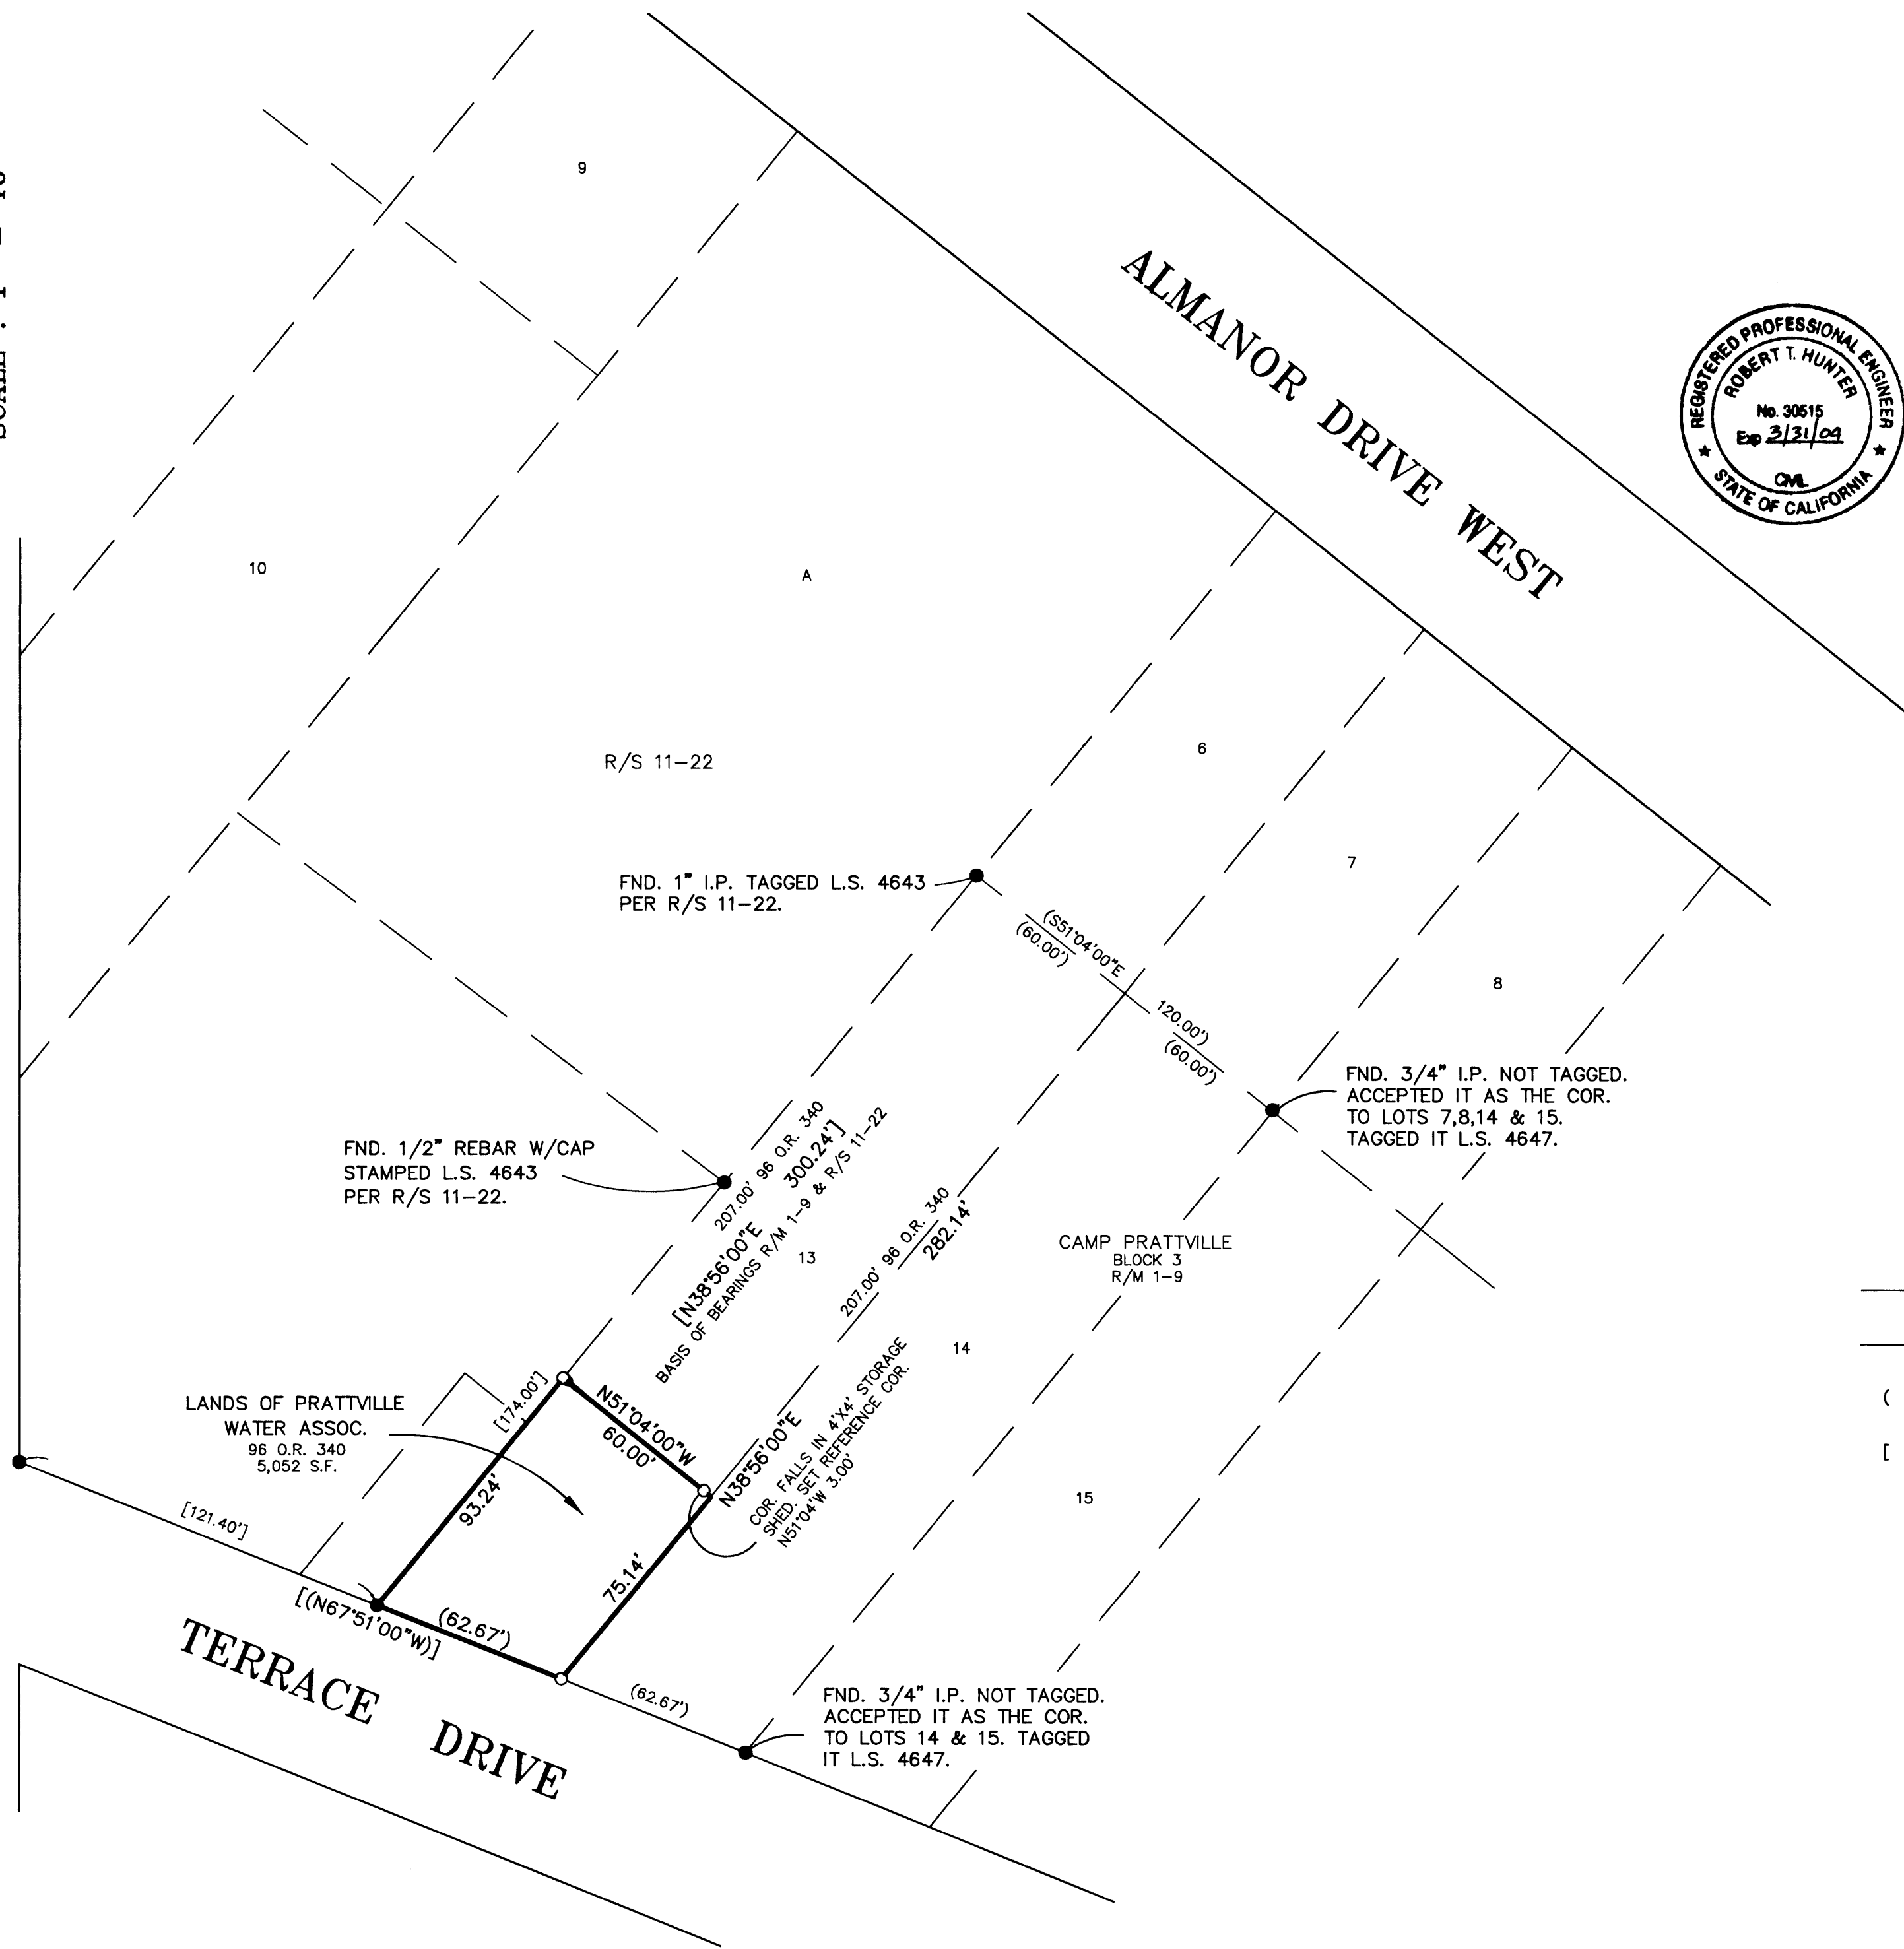 9
ALMANOR DRIVE WEST
REGISTERED PROFESSIONAL ENGINEER
ROBERT T. HUNTER
No. 30515
Exp 3/31/04
CIVIL
STATE OF CALIFORNIA
10
A
R/S 11-22
6
7
8
FND. 1" I.P. TAGGED L.S. 4643
PER R/S 11-22.
(S51°04'00"E
120.00')
(60.00')
(60.00')
FND. 3/4" I.P. NOT TAGGED.
ACCEPTED IT AS THE COR.
TO LOTS 7,8,14 & 15.
TAGGED IT L.S. 4647.
FND. 1/2" REBAR W/CAP
STAMPED L.S. 4643
PER R/S 11-22.
207.00' 96 O.R. 340
[N38°56'00"E 300.24']
BASIS OF BEARINGS R/M 1-9 & R/S 11-22
13
207.00' 96 O.R. 340
282.14'
N38°56'00"E
CAMP PRATTVILLE
BLOCK 3
R/M 1-9
14
15
COR. FALLS IN 4'X4' STORAGE
SHED. SET REFERENCE COR.
N51°04'W 3.00'
LANDS OF PRATTVILLE
WATER ASSOC.
96 O.R. 340
5,052 S.F.
[174.00']
N51°04'00"W
60.00'
93.24'
75.14'
[121.40']
[(N67°51'00"W)]
(62.67')
(62.67')
TERRACE DRIVE
FND. 3/4" I.P. NOT TAGGED.
ACCEPTED IT AS THE COR.
TO LOTS 14 & 15. TAGGED
IT L.S. 4647.